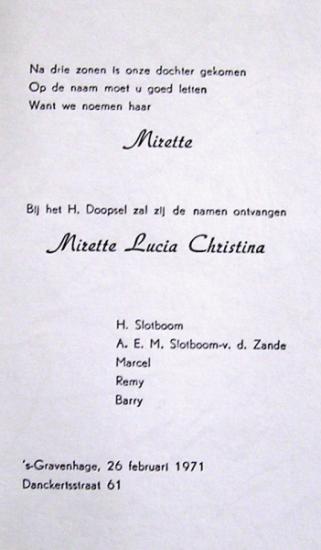 Na drie zonen is onze dochter gekomen
Op de naam moet u goed letten
Want we noemen haar
Mirette
Bij het H. Doopsel zal zij de namen ontvangen
Mirette Lucia Christina
H. Slotboom
A. E. M. Slotboom-v. d. Zande
Marcel
Remy
Barry
's-Gravenhage, 26 februari 1971
Danckertsstraat 61